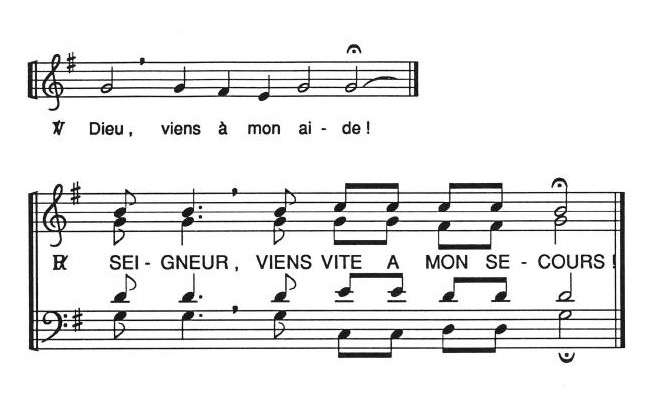 ℣ Dieu, viens à mon ai - de !
℟ SEI - GNEUR, VIENS VITE A MON SE - COURS !